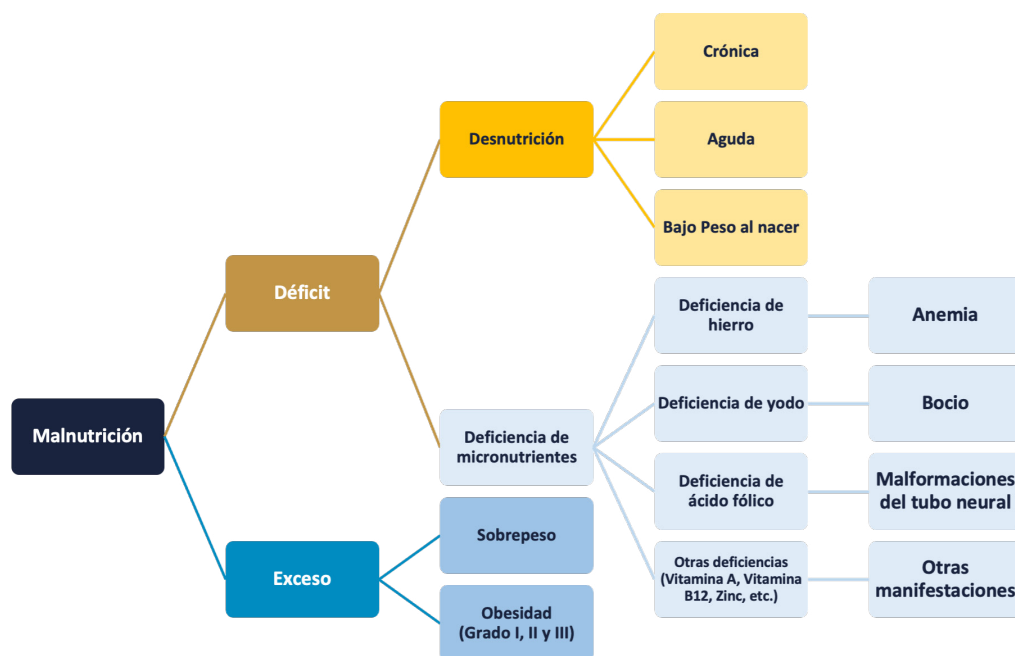 Malnutrición
Déficit
Desnutrición
Crónica
Aguda
Bajo Peso al nacer
Deficiencia de
micronutrientes
Deficiencia de
hierro
Anemia
Deficiencia de yodo
Bocio
Deficiencia de
ácido fólico
Malformaciones
del tubo neural
Otras deficiencias
(Vitamina A, Vitamina
B12, Zinc, etc.)
Otras
manifestaciones
Exceso
Sobrepeso
Obesidad
(Grado I, II y III)